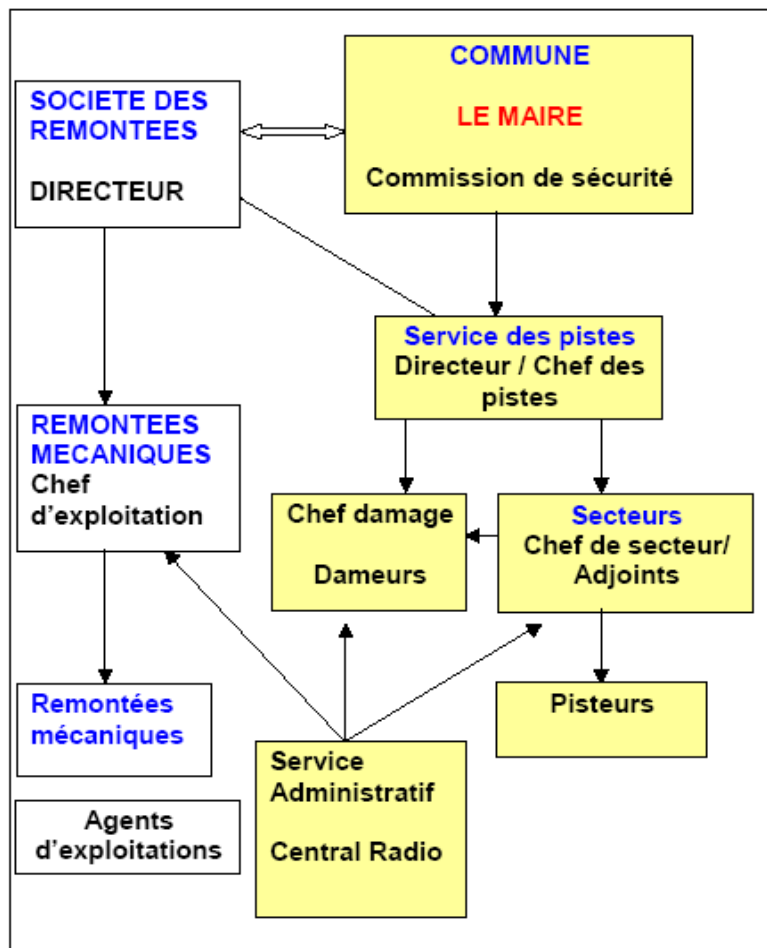 SOCIETE DES
REMONTEES
DIRECTEUR
COMMUNE
LE MAIRE
Commission de sécurité
Service des pistes
Directeur / Chef des
pistes
REMONTEES
MECANIQUES
Chef
d'exploitation
Chef damage
Dameurs
Secteurs
Chef de secteur/
Adjoints
Remontées
mécaniques
Pisteurs
Service
Administratif
Central Radio
Agents
d'exploitations